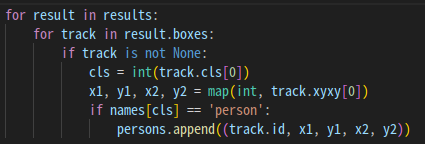 for result in results:
    for track in result.boxes:
        if track is not None:
            cls = int(track.cls[0])
            x1, y1, x2, y2 = map(int, track.xyxy[0])
            if names[cls] == 'person':
                persons.append((track.id, x1, y1, x2, y2))